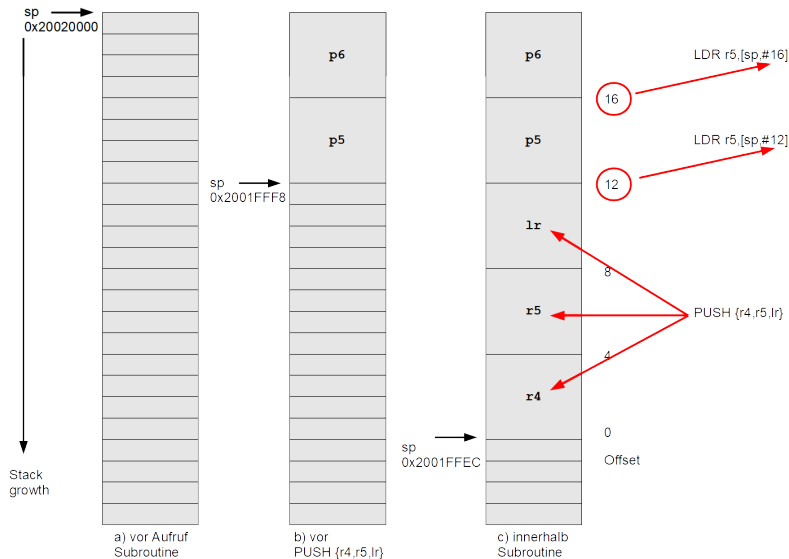 sp
0x20020000
Stack
growth
a) vor Aufruf
Subroutine
p6
p5
sp
0x2001FFF8
b) vor
PUSH {r4,r5,lr}
p6
p5
lr
r5
r4
sp
0x2001FFEC
c) innerhalb
Subroutine
16
12
8
4
0
Offset
LDR r5,[sp,#16]
LDR r5,[sp,#12]
PUSH {r4,r5,lr}